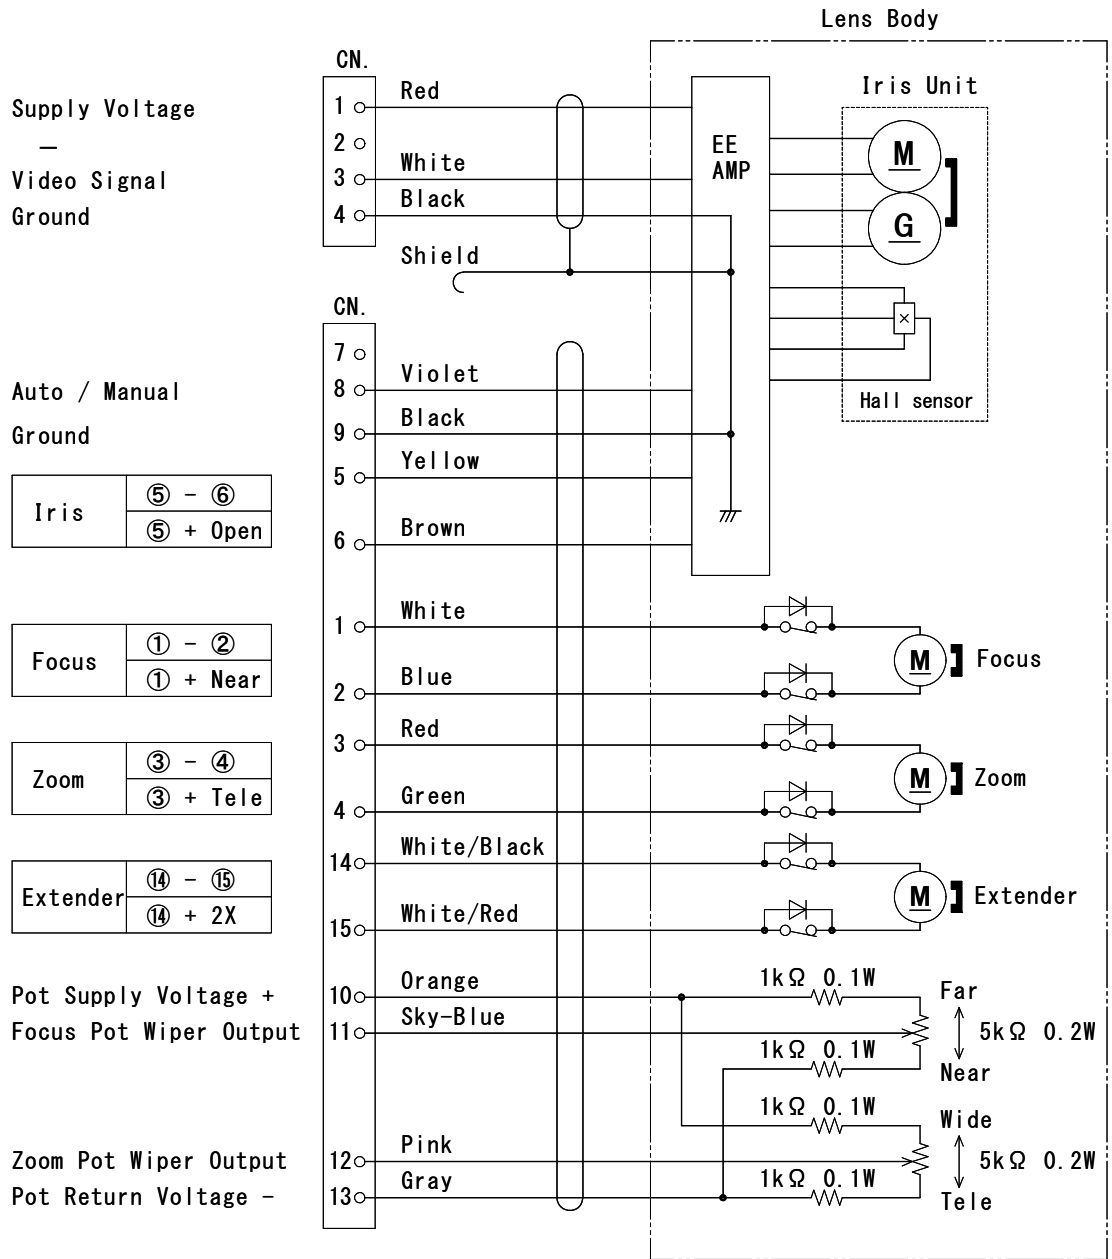 Lens Body
CN.
Iris Unit
Supply Voltage 1 Red
— 2
Video Signal 3 White
Ground 4 Black
EE
AMP
M
G
Shield
CN.
7
Auto / Manual 8 Violet
Hall sensor
Ground 9 Black
5 Yellow
Iris ⑤ - ⑥
⑤ + Open
6 Brown
1 White
Focus ① - ②
① + Near
M Focus
2 Blue
3 Red
Zoom ③ - ④
③ + Tele
M Zoom
4 Green
14 White/Black
Extender ⑭ - ⑮
⑭ + 2X
M Extender
15 White/Red
Pot Supply Voltage + 10 Orange 1kΩ 0.1W Far
Focus Pot Wiper Output 11 Sky-Blue 5kΩ 0.2W
1kΩ 0.1W Near
1kΩ 0.1W Wide
Zoom Pot Wiper Output 12 Pink 5kΩ 0.2W
Pot Return Voltage - 13 Gray 1kΩ 0.1W Tele